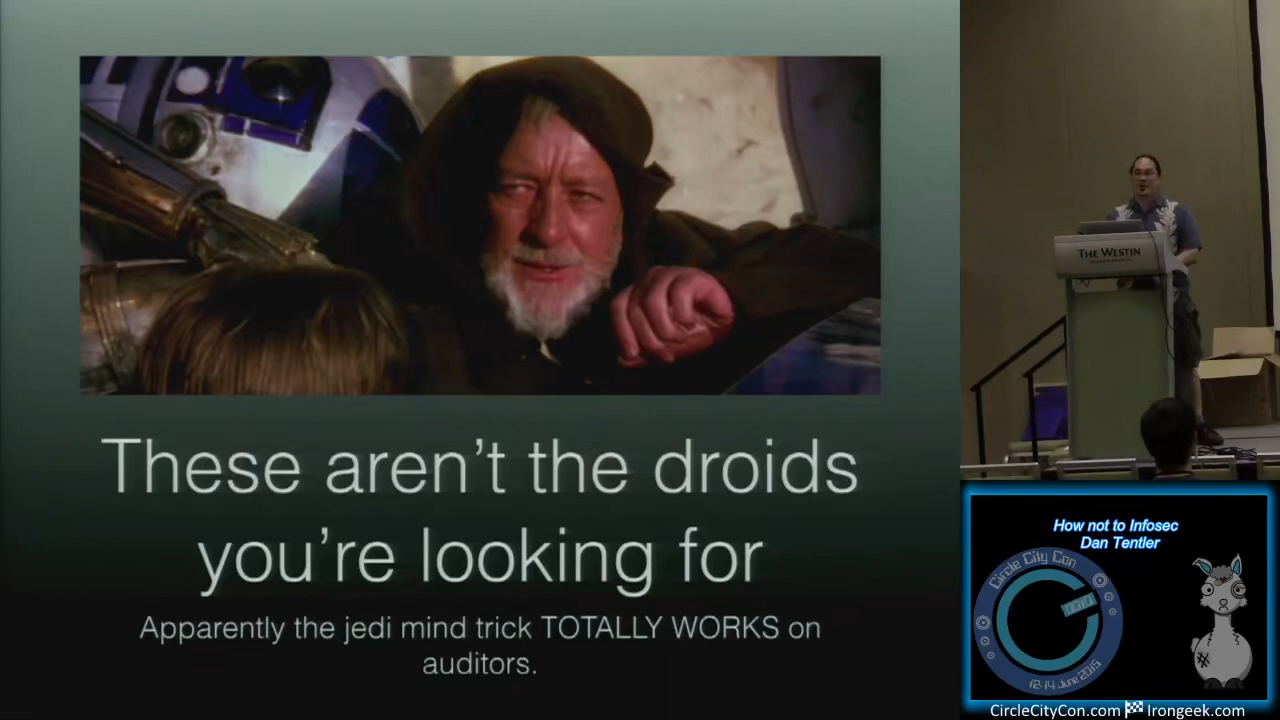 These aren't the droids
you're looking for
Apparently the jedi mind trick TOTALLY WORKS on
auditors.
THE WESTIN
How not to Infosec
Dan Tentler
Circle City Con
12-14 June 2015
CircleCityCon.com Irongeek.com